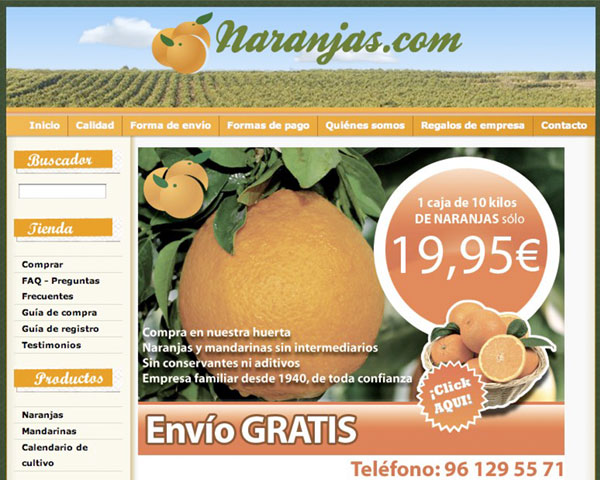 Naranjas.com
Inicio
Calidad
Forma de envío
Formas de pago
Quiénes somos
Regalos de empresa
Contacto
Buscador
Tienda
Comprar
FAQ - Preguntas
Frecuentes
Guía de compra
Guía de registro
Testimonios
Productos
Naranjas
Mandarinas
Calendario de
cultivo
1 caja de 10 kilos
DE NARANJAS sólo
19,95€
Compra en nuestra huerta
Naranjas y mandarinas sin intermediarios
Sin conservantes ni aditivos
Empresa familiar desde 1940, de toda confianza
¡Click
AQUI!
Envío GRATIS
Teléfono: 96 129 55 71